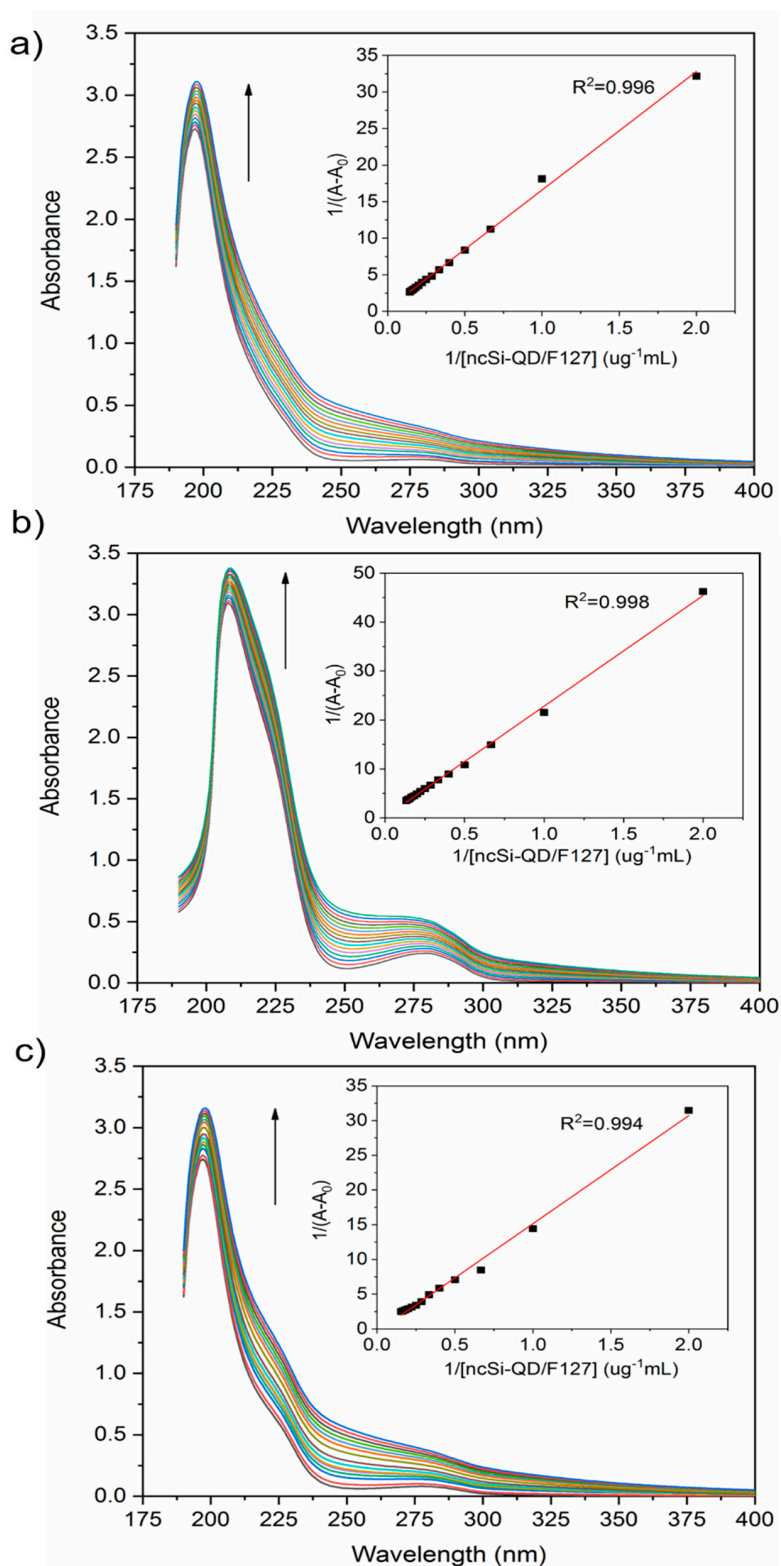 a)
3.5
3.0
2.5
2.0
1.5
1.0
0.5
0.0
Absorbance
175 200 225 250 275 300 325 350 375 400
Wavelength (nm)
35
30
25
20
15
10
5
0
1/(A-A₀)
R²=0.996
0.0 0.5 1.0 1.5 2.0
1/[ncSi-QD/F127] (ug⁻¹mL)
b)
3.5
3.0
2.5
2.0
1.5
1.0
0.5
0.0
Absorbance
175 200 225 250 275 300 325 350 375 400
Wavelength (nm)
50
40
30
20
10
0
1/(A-A₀)
R²=0.998
0.0 0.5 1.0 1.5 2.0
1/[ncSi-QD/F127] (ug⁻¹mL)
c)
3.5
3.0
2.5
2.0
1.5
1.0
0.5
0.0
Absorbance
175 200 225 250 275 300 325 350 375 400
Wavelength (nm)
35
30
25
20
15
10
5
0
1/(A-A₀)
R²=0.994
0.0 0.5 1.0 1.5 2.0
1/[ncSi-QD/F127] (ug⁻¹mL)